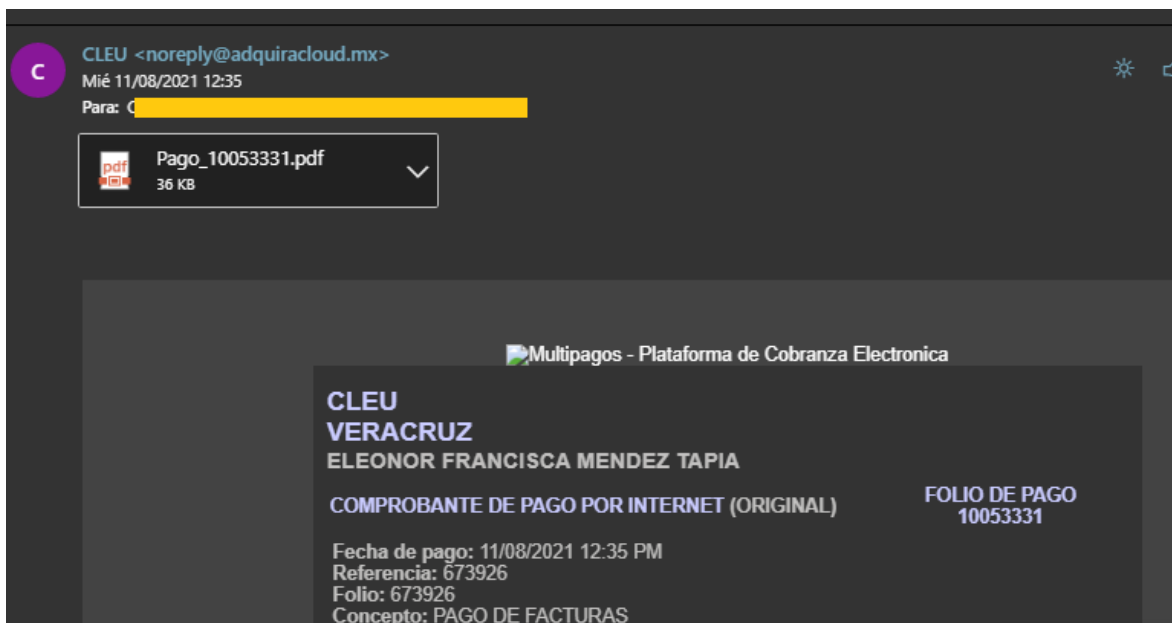 C
CLEU <noreply@adquiracloud.mx>
Mié 11/08/2021 12:35
Para: C
pdf
Pago_10053331.pdf
36 KB
Multipagos - Plataforma de Cobranza Electronica
CLEU
VERACRUZ
ELEONOR FRANCISCA MENDEZ TAPIA
COMPROBANTE DE PAGO POR INTERNET (ORIGINAL)
FOLIO DE PAGO
10053331
Fecha de pago: 11/08/2021 12:35 PM
Referencia: 673926
Folio: 673926
Concepto: PAGO DE FACTURAS